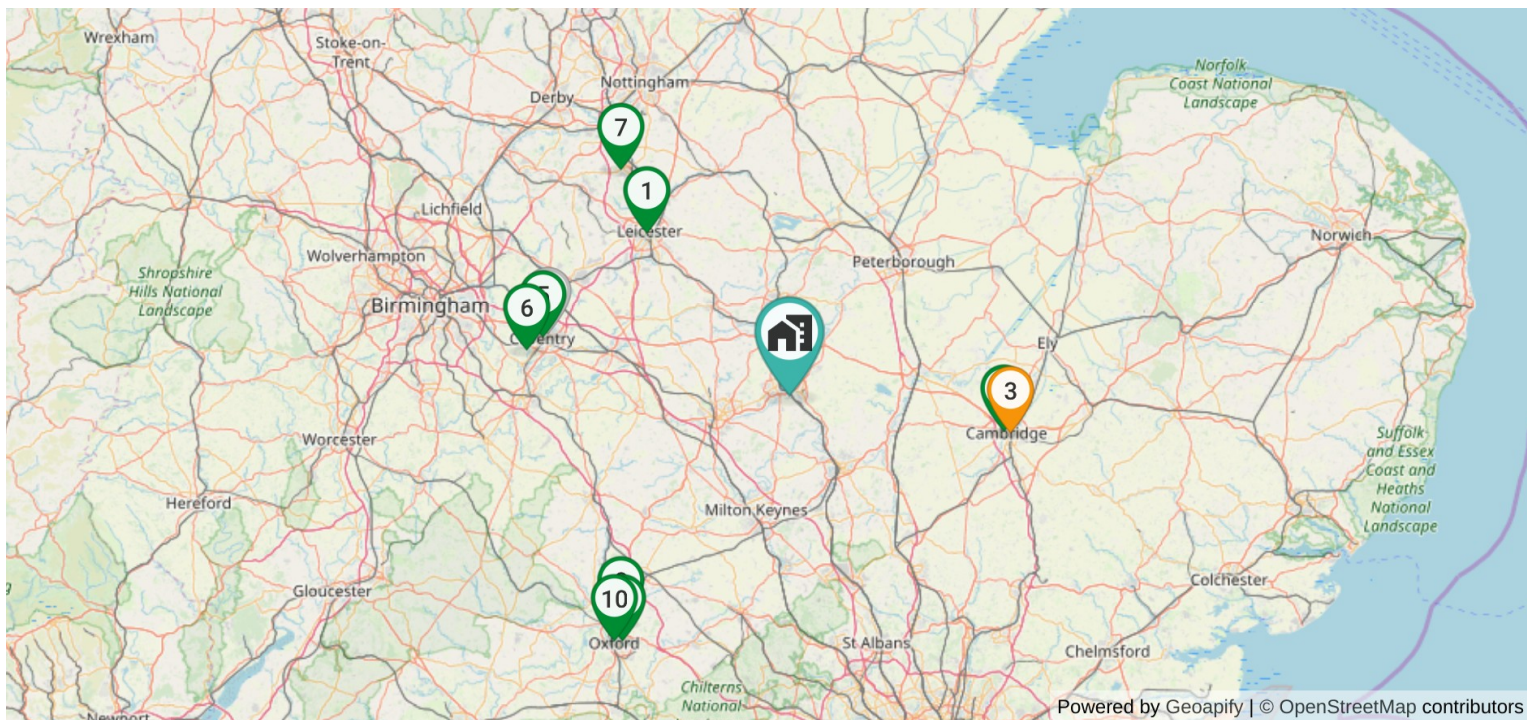 Wrexham
Stoke-on-
Trent
Nottingham
Derby
Norfolk
Coast National
Landscape
7
1
Lichfield
Leicester
Norwich
Wolverhampton
Peterborough
Shropshire
Hills National
Landscape
Birmingham
6
Ely
3
Cambridge
Worcester
Suffolk
and Essex
Coast and
Heaths
National
Landscape
Hereford
Milton Keynes
Colchester
Gloucester
10
Oxford
St Albans
Chelmsford
Chilterns
National
Newport
Powered by Geoapify | © OpenStreetMap contributors